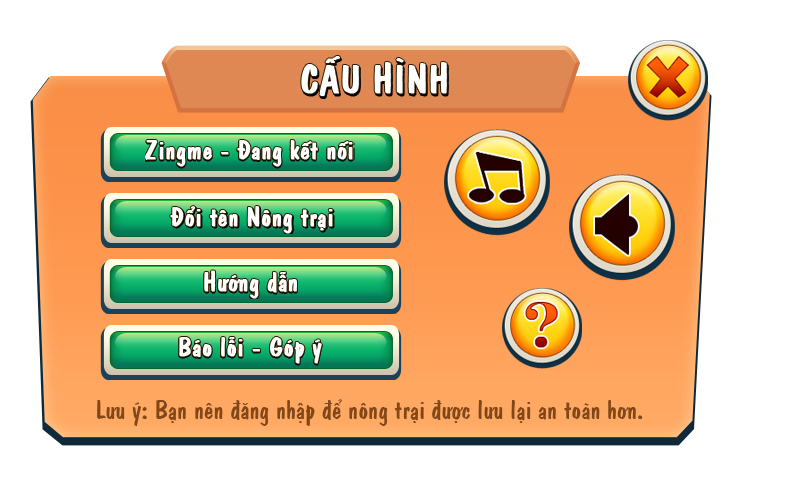 CẤU HÌNH
Zingme - Đang kết nối
Đổi tên Nông trại
Hướng dẫn
Báo lỗi - Góp ý
?
Lưu ý: Bạn nên đăng nhập để nông trại được lưu lại an toàn hơn.